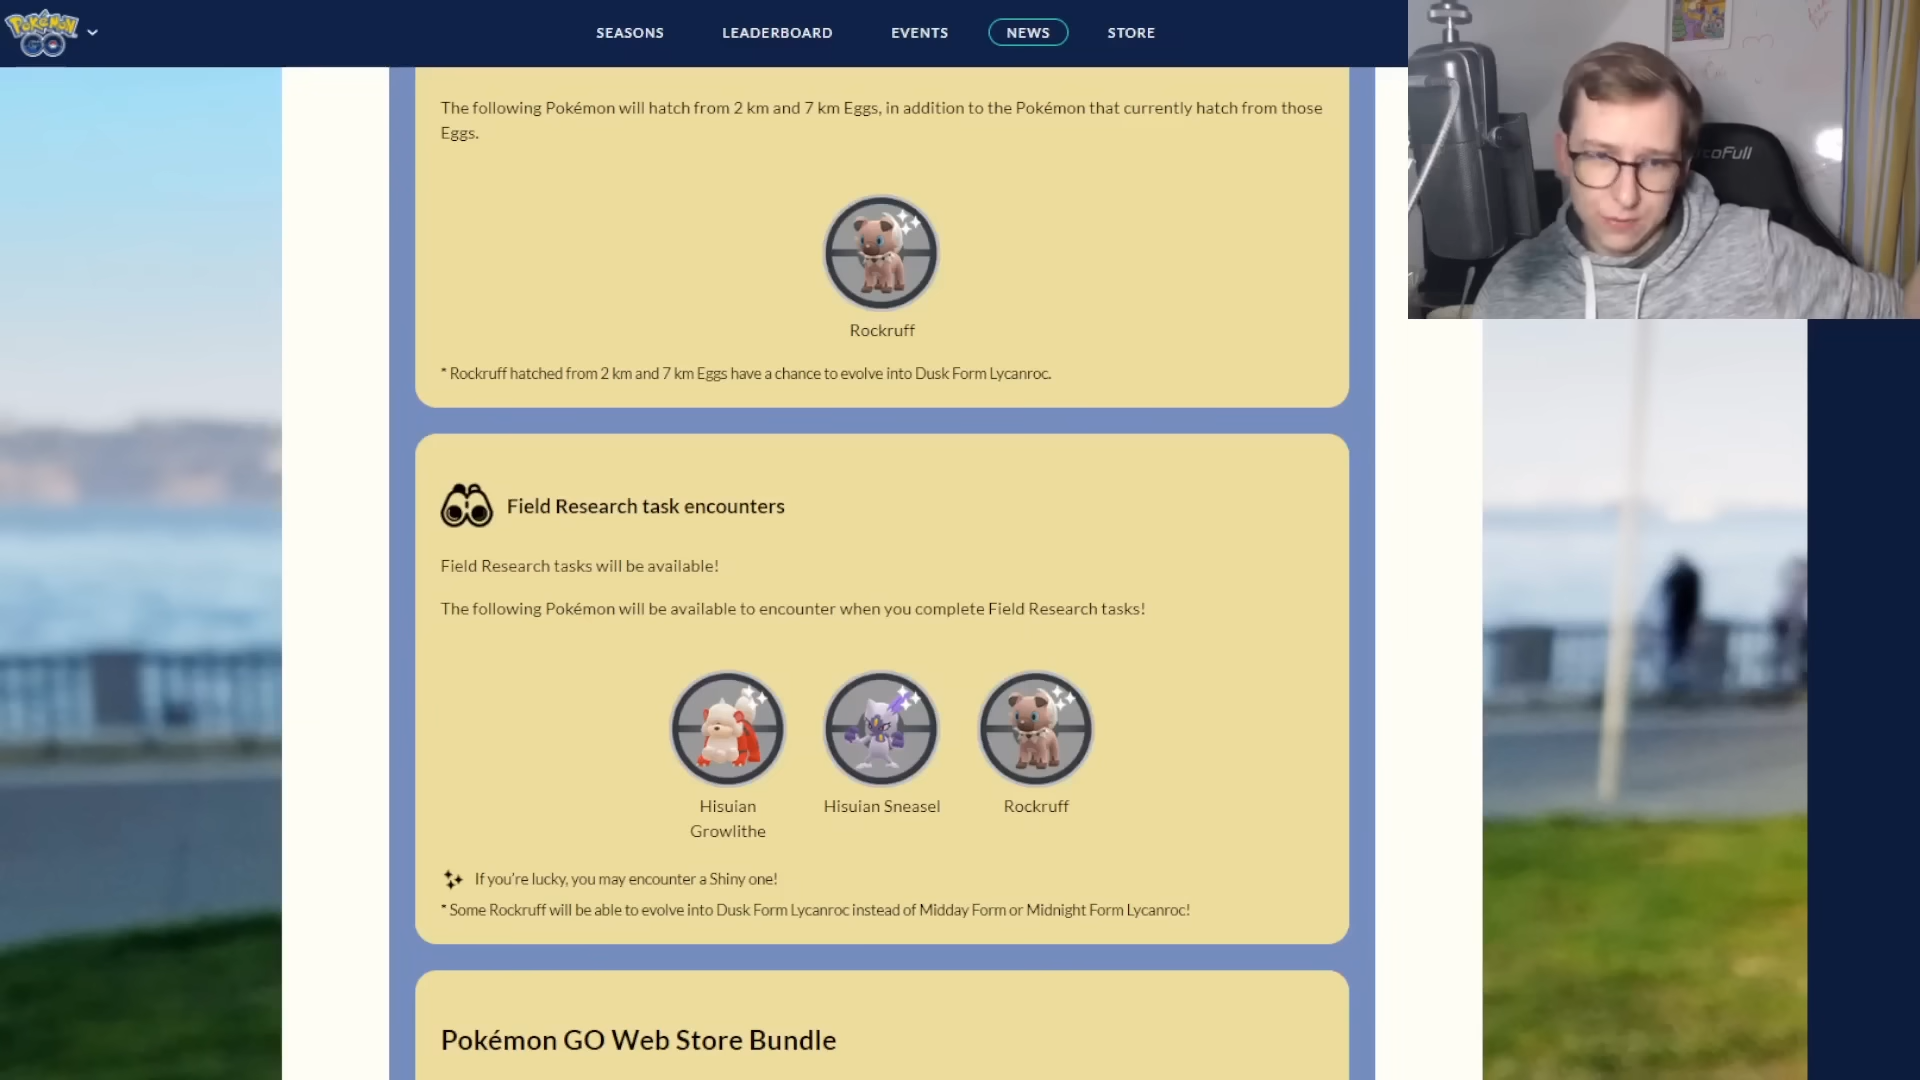 Pokémon GO
SEASONS
LEADERBOARD
EVENTS
NEWS
STORE
The following Pokémon will hatch from 2 km and 7 km Eggs, in addition to the Pokémon that currently hatch from those
Eggs.
Rockruff
* Rockruff hatched from 2 km and 7 km Eggs have a chance to evolve into Dusk Form Lycanroc.
Field Research task encounters
Field Research tasks will be available!
The following Pokémon will be available to encounter when you complete Field Research tasks!
Hisuian
Growlithe
Hisuian Sneasel
Rockruff
If you’re lucky, you may encounter a Shiny one!
* Some Rockruff will be able to evolve into Dusk Form Lycanroc instead of Midday Form or Midnight Form Lycanroc!
Pokémon GO Web Store Bundle